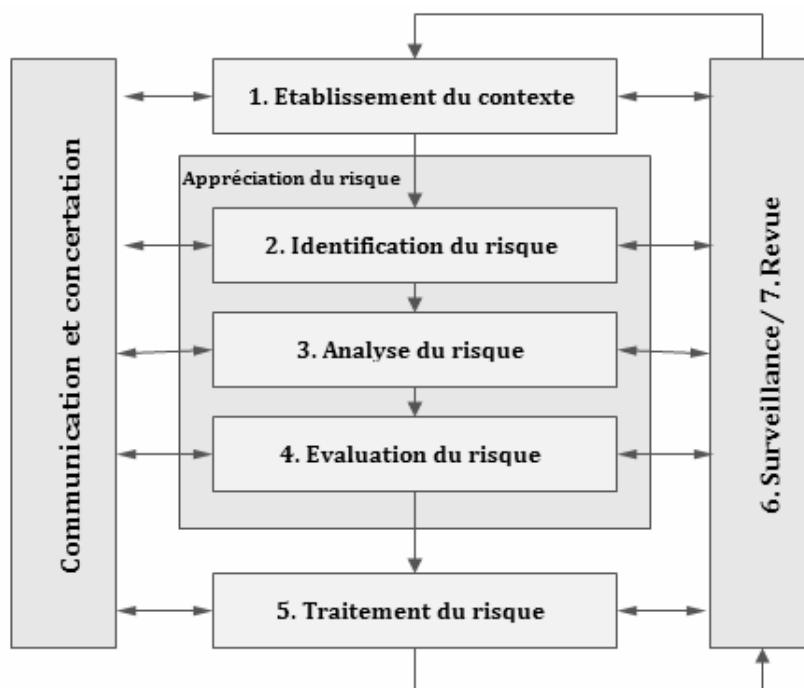 Communication et concertation
1. Etablissement du contexte
Appréciation du risque
2. Identification du risque
3. Analyse du risque
4. Evaluation du risque
5. Traitement du risque
6. Surveillance/ 7. Revue